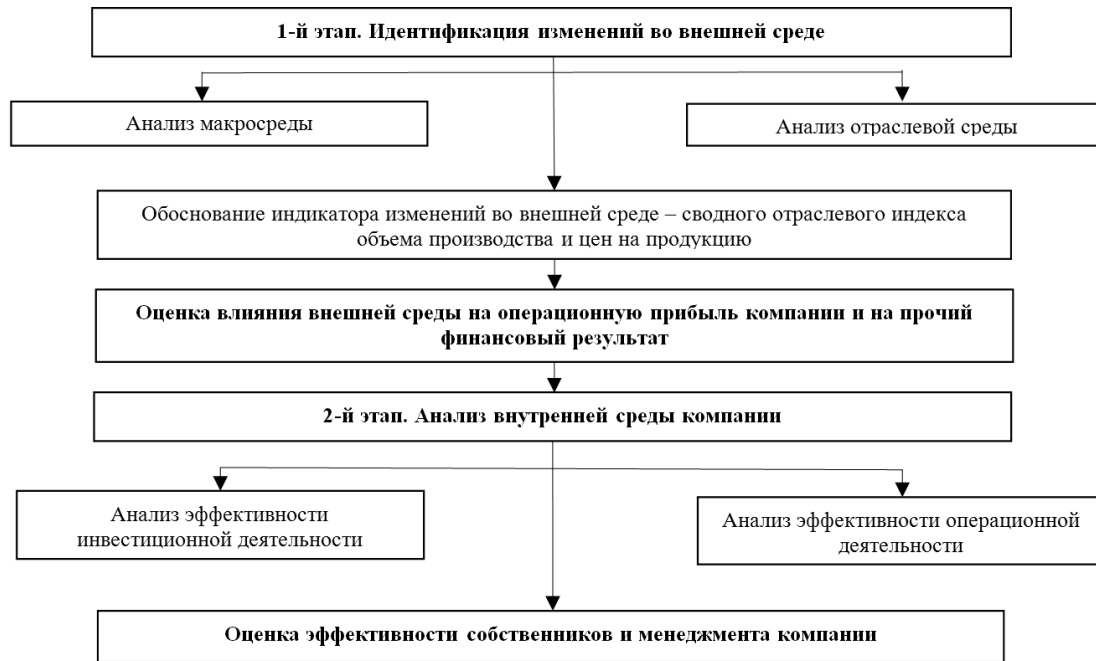 1-й этап. Идентификация изменений во внешней среде
Анализ макросреды
Анализ отраслевой среды
Обоснование индикатора изменений во внешней среде – сводного отраслевого индекса
объема производства и цен на продукцию
Оценка влияния внешней среды на операционную прибыль компании и на прочий
финансовый результат
2-й этап. Анализ внутренней среды компании
Анализ эффективности
инвестиционной деятельности
Анализ эффективности операционной
деятельности
Оценка эффективности собственников и менеджмента компании